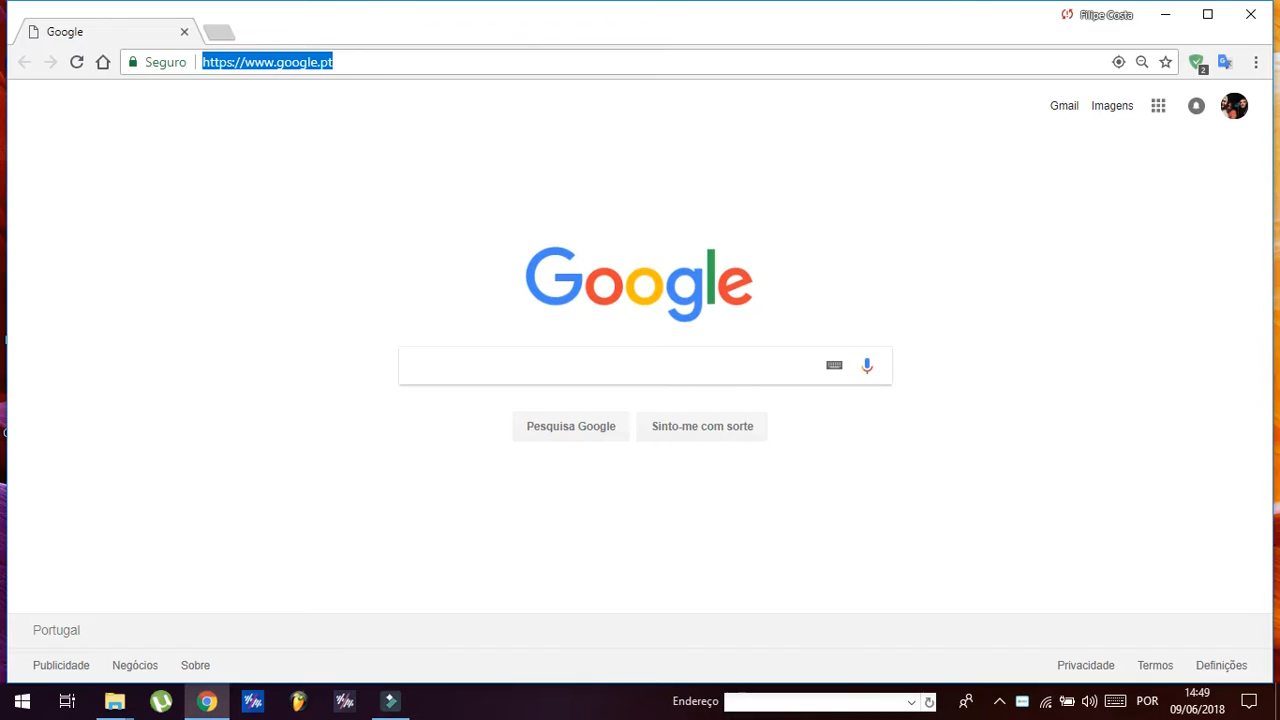 Google
Filipe Costa
Seguro
https://www.google.pt
2
Gmail
Imagens
Google
Pesquisa Google
Sinto-me com sorte
Portugal
Publicidade
Negócios
Sobre
Privacidade
Termos
Definições
Endereço
POR
14:49
09/06/2018